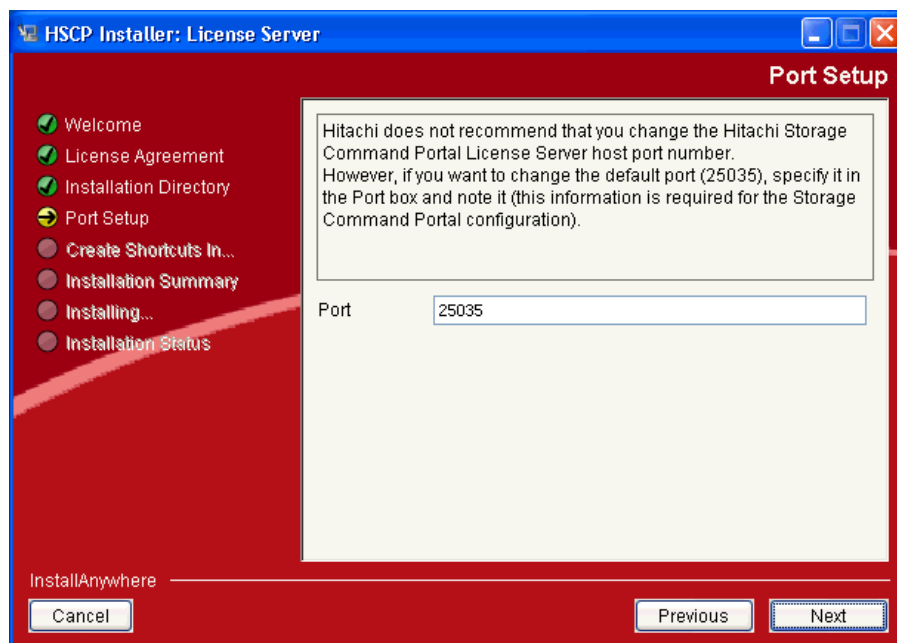 HSCP Installer: License Server
Port Setup
Welcome
License Agreement
Installation Directory
Port Setup
Create Shortcuts In...
Installation Summary
Installing...
Installation Status
Hitachi does not recommend that you change the Hitachi Storage
Command Portal License Server host port number.
However, if you want to change the default port (25035), specify it in
the Port box and note it (this information is required for the Storage
Command Portal configuration).
Port 25035
InstallAnywhere
Cancel Previous Next